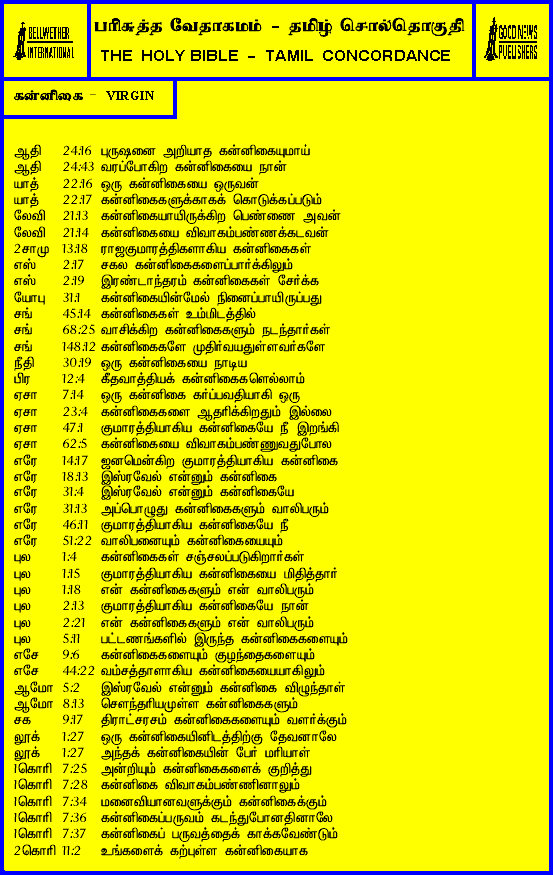 BELLWETHER
INTERNATIONAL
பரிசுத்த வேதாகமம் - தமிழ் சொல்தொகுதி
THE HOLY BIBLE - TAMIL CONCORDANCE
GOOD NEWS
PUBLISHERS
கன்னிகை - VIRGIN
ஆதி 24:16 புருஷனை அறியாத கன்னிகையுமாய்
ஆதி 24:43 வரப்போகிற கன்னிகையை நான்
யாத் 22:16 ஒரு கன்னிகையை ஒருவன்
யாத் 22:17 கன்னிகைகளுக்காகக் கொடுக்கப்படும்
லேவி 21:13 கன்னிகையாயிருக்கிற பெண்ணை அவன்
லேவி 21:14 கன்னிகையை விவாகம்பண்ணக்கடவன்
2சாமு 13:18 ராஜகுமாரத்திகளாகிய கன்னிகைகள்
எஸ் 2:17 சகல கன்னிகைகளைப்பார்க்கிலும்
எஸ் 2:19 இரண்டாந்தரம் கன்னிகைகள் சேர்க்க
யோபு 31:1 கன்னிகையின்மேல் நினைப்பாயிருப்பது
சங் 45:14 கன்னிகைகள் உம்மிடத்தில்
சங் 68:25 வாசிக்கிற கன்னிகைகளும் நடந்தார்கள்
சங் 148:12 கன்னிகைகளே முதிர்வயதுள்ளவர்களே
நீதி 30:19 ஒரு கன்னிகையை நாடிய
பிர 12:4 கீதவாத்தியக் கன்னிகைகளெல்லாம்
ஏசா 7:14 ஒரு கன்னிகை கர்ப்பவதியாகி ஒரு
ஏசா 23:4 கன்னிகைகளை ஆதரிக்கிறதும் இல்லை
ஏசா 47:1 குமாரத்தியாகிய கன்னிகையே நீ இறங்கி
ஏசா 62:5 கன்னிகையை விவாகம்பண்ணுவதுபோல
எரே 14:17 ஜனமென்கிற குமாரத்தியாகிய கன்னிகை
எரே 18:13 இஸ்ரவேல் என்னும் கன்னிகை
எரே 31:4 இஸ்ரவேல் என்னும் கன்னிகையே
எரே 31:13 அப்பொழுது கன்னிகைகளும் வாலிபரும்
எரே 46:11 குமாரத்தியாகிய கன்னிகையே நீ
எரே 51:22 வாலிபனையும் கன்னிகையையும்
புல 1:4 கன்னிகைகள் சஞ்சலப்படுகிறார்கள்
புல 1:15 குமாரத்தியாகிய கன்னிகையை மிதித்தார்
புல 1:18 என் கன்னிகைகளும் என் வாலிபரும்
புல 2:13 குமாரத்தியாகிய கன்னிகையே நான்
புல 2:21 என் கன்னிகைகளும் என் வாலிபரும்
புல 5:11 பட்டணங்களில் இருந்த கன்னிகைகளையும்
எசே 9:6 கன்னிகைகளையும் குழந்தைகளையும்
எசே 44:22 வம்சத்தாளாகிய கன்னிகையையாகிலும்
ஆமோ 5:2 இஸ்ரவேல் என்னும் கன்னிகை விழுந்தாள்
ஆமோ 8:13 சௌந்தரியமுள்ள கன்னிகைகளும்
சக 9:17 திராட்சரசம் கன்னிகைகளையும் வளர்க்கும்
லூக் 1:27 ஒரு கன்னிகையினிடத்திற்கு தேவனாலே
லூக் 1:27 அந்தக் கன்னிகையின் பேர் மரியாள்
1கொரி 7:25 அன்றியும் கன்னிகைகளைக் குறித்து
1கொரி 7:28 கன்னிகை விவாகம்பண்ணினாலும்
1கொரி 7:34 மனைவியானவளுக்கும் கன்னிகைக்கும்
1கொரி 7:36 கன்னிகைப்பருவம் கடந்துபோனதினாலே
1கொரி 7:37 கன்னிகைப் பருவத்தைக் காக்கவேண்டும்
2கொரி 11:2 உங்களைக் கற்புள்ள கன்னிகையாக